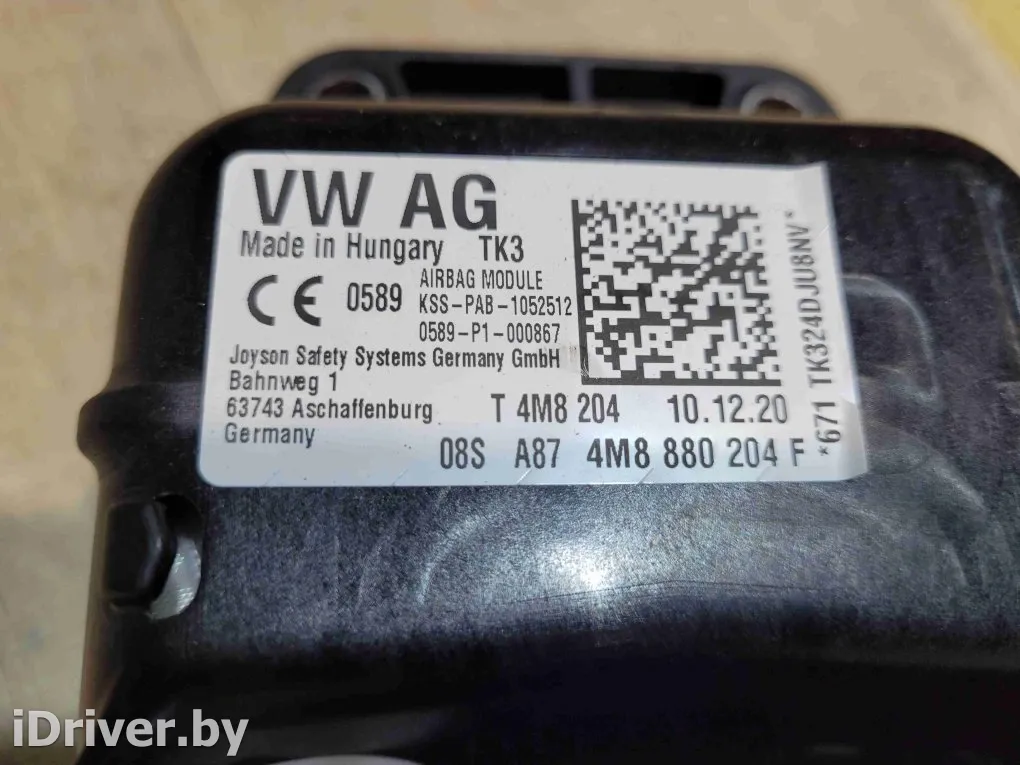 VW AG
Made in Hungary TK3
CE 0589
AIRBAG MODULE
KSS-PAB-1052512
0589-P1-000867
Joyson Safety Systems Germany GmbH
Bahnweg 1
63743 Aschaffenburg
Germany
T 4M8 204 10.12.20
08S A87 4M8 880 204 F
*671 TK324DJU8NV*
iDriver.by